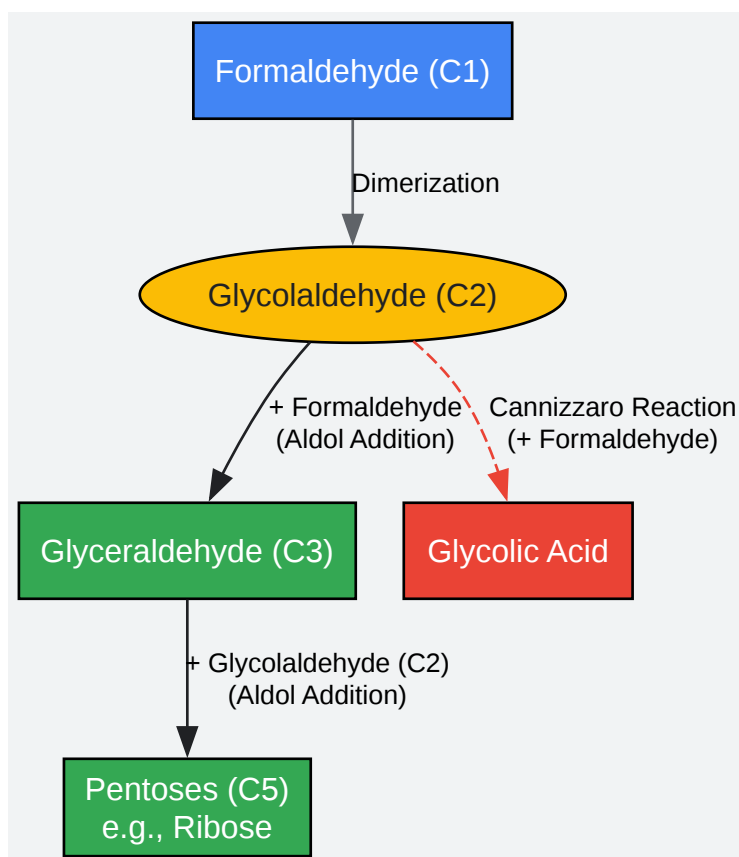 Formaldehyde (C1)
Dimerization
Glycolaldehyde (C2)
+ Formaldehyde
(Aldol Addition)
Cannizzaro Reaction
(+ Formaldehyde)
Glyceraldehyde (C3)
Glycolic Acid
+ Glycolaldehyde (C2)
(Aldol Addition)
Pentoses (C5)
e.g., Ribose